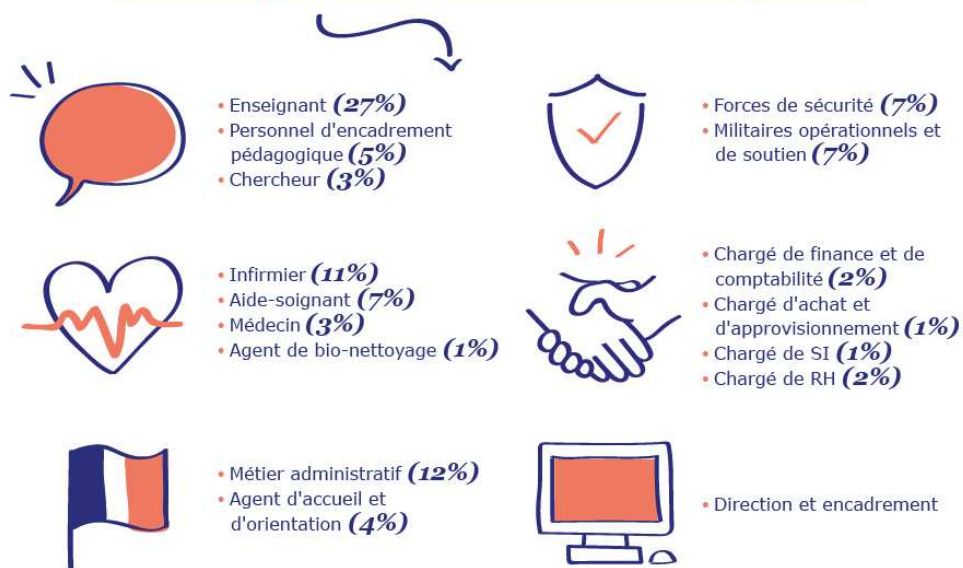 • Enseignant (27%)
• Personnel d'encadrement
pédagogique (5%)
• Chercheur (3%)
• Forces de sécurité (7%)
• Militaires opérationnels et
de soutien (7%)
• Infirmier (11%)
• Aide-soignant (7%)
• Médecin (3%)
• Agent de bio-nettoyage (1%)
• Chargé de finance et de
comptabilité (2%)
• Chargé d'achat et
d'approvisionnement (1%)
• Chargé de SI (1%)
• Chargé de RH (2%)
• Métier administratif (12%)
• Agent d'accueil et
d'orientation (4%)
• Direction et encadrement